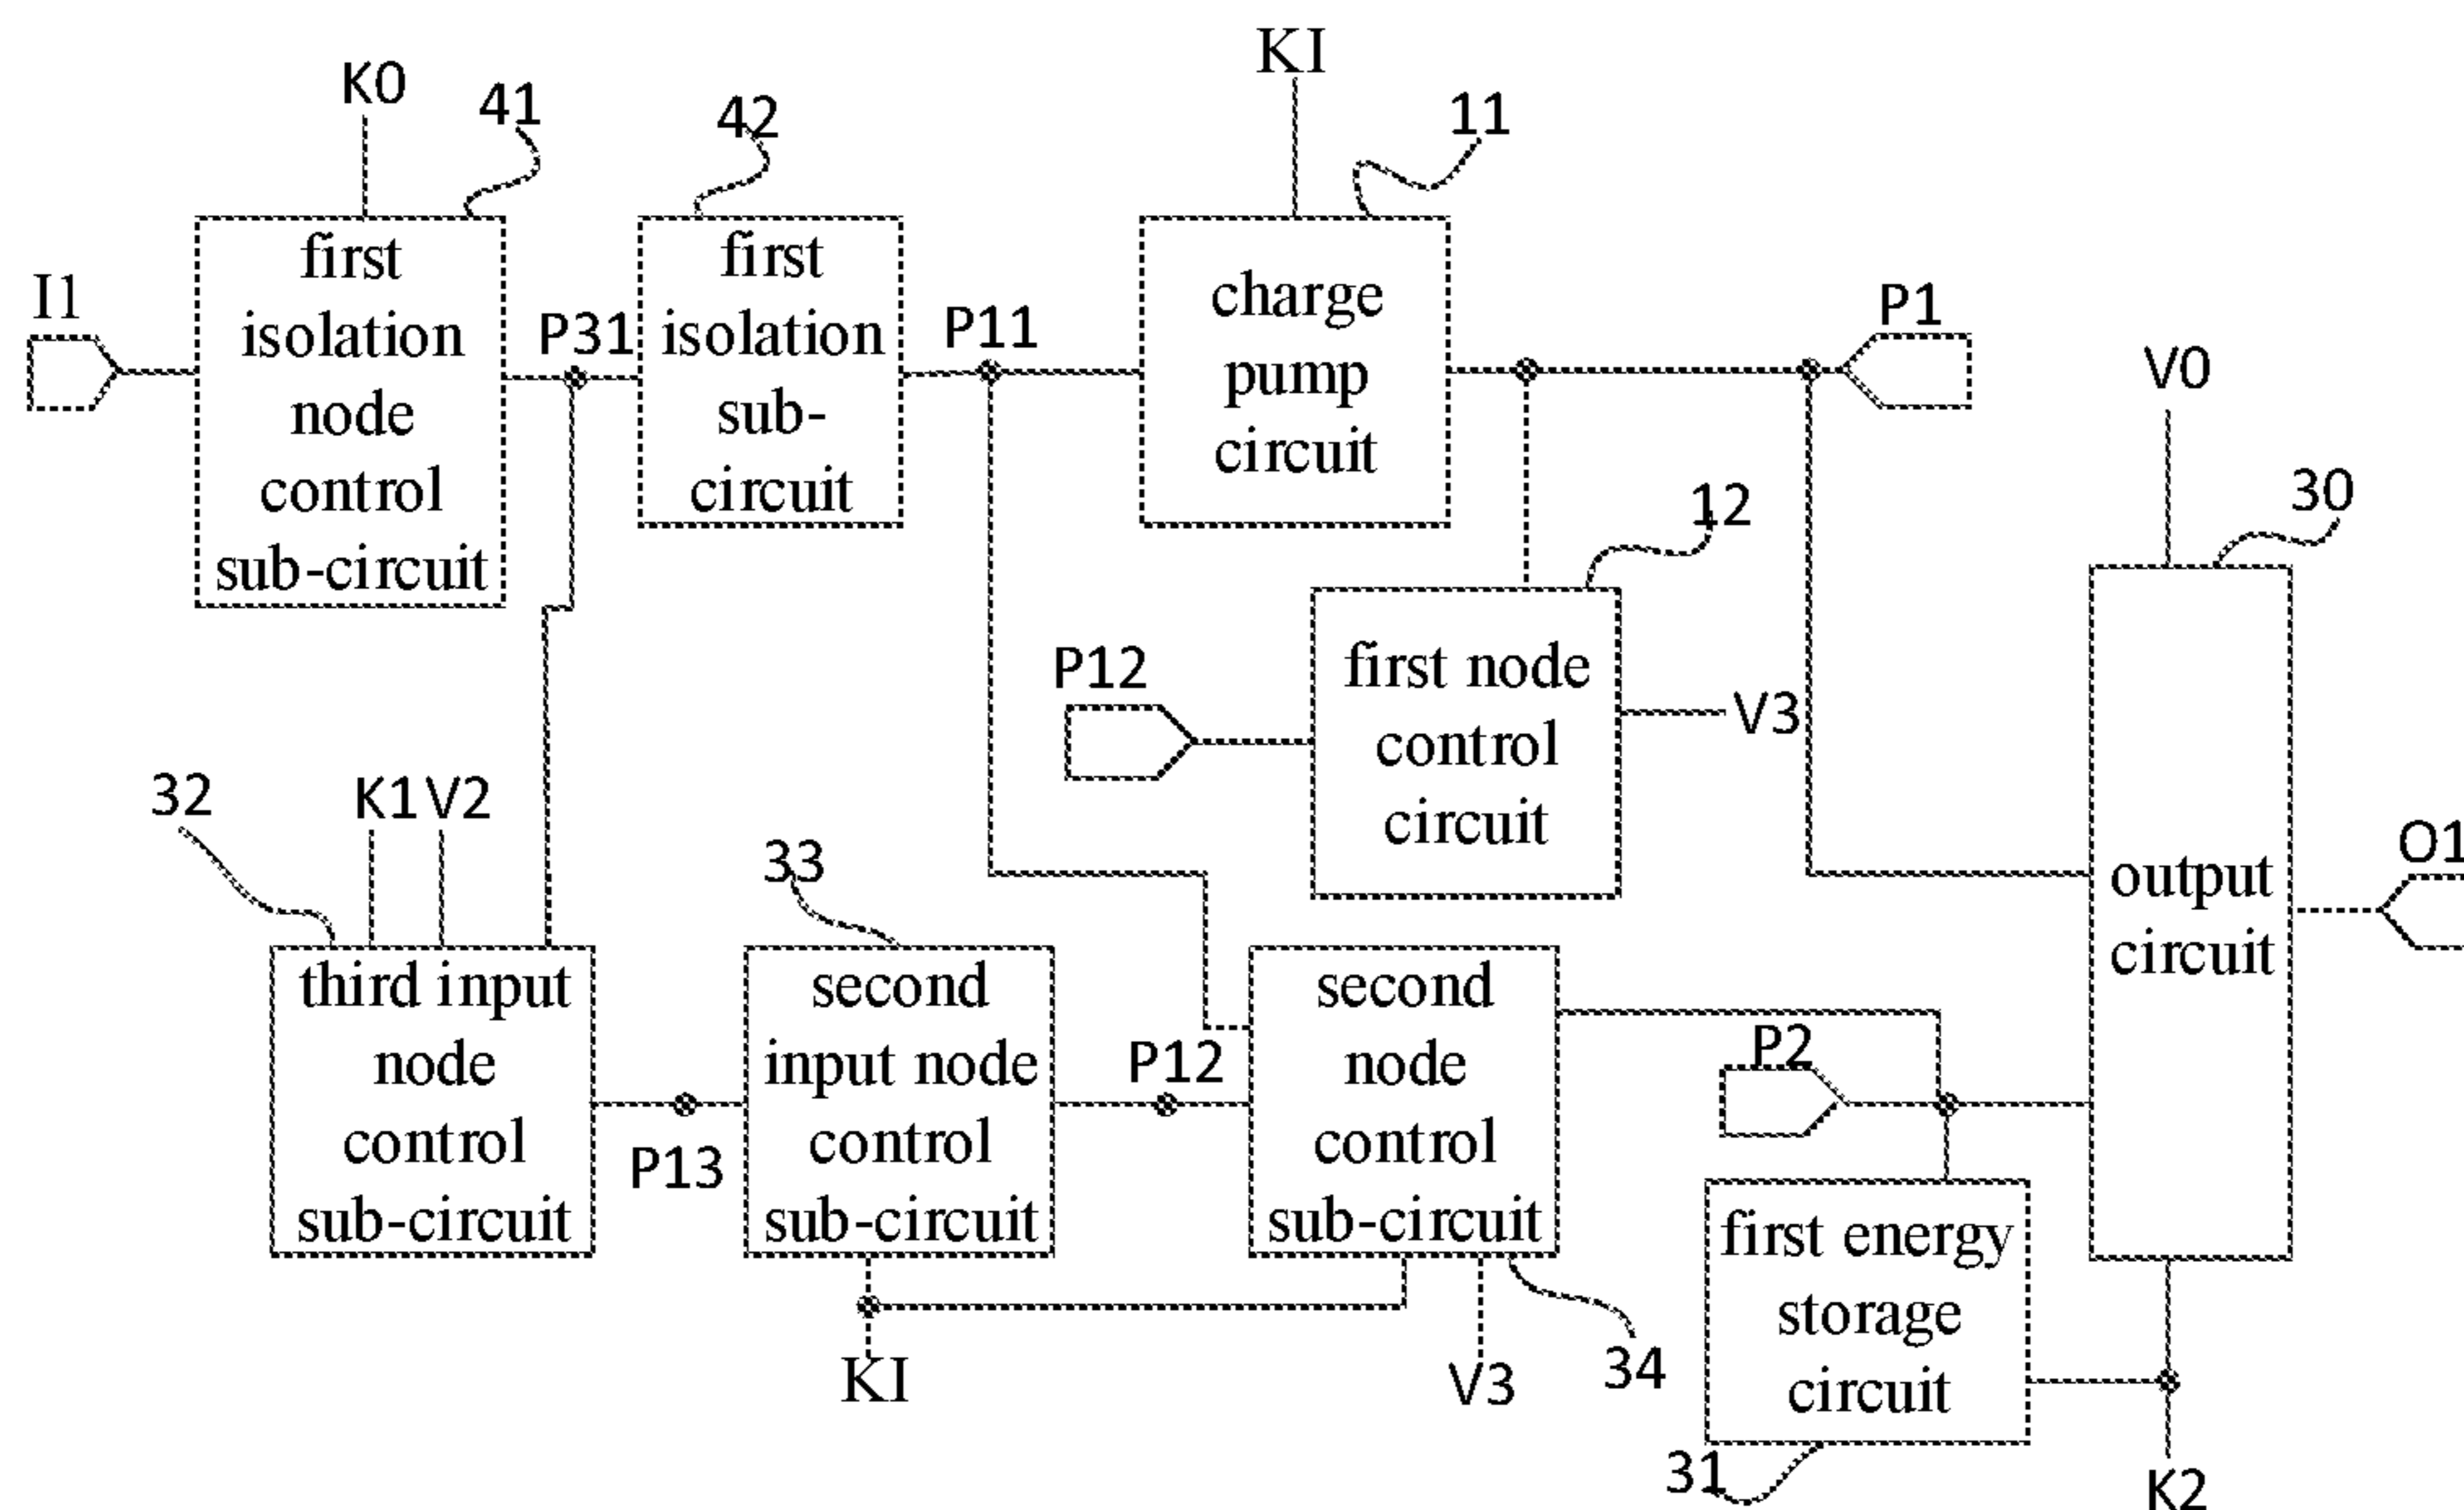 KI
K0
41
42
11
first
isolation
node
control
sub-circuit
first
isolation
sub-
circuit
charge
pump
circuit
I1
P31
P11
P1
V0
30
12
P12
first node
control
circuit
V3
32
K1
V2
33
O1
output
circuit
third input
node
control
sub-circuit
second
input node
control
sub-circuit
second
node
control
sub-circuit
P2
P12
P13
first energy
storage
circuit
KI
V3
34
31
K2